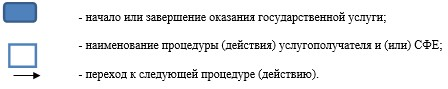 - начало или завершение оказания государственной услуги;
- наименование процедуры (действия) услугополучателя и (или) СФЕ;
- переход к следующей процедуре (действию).